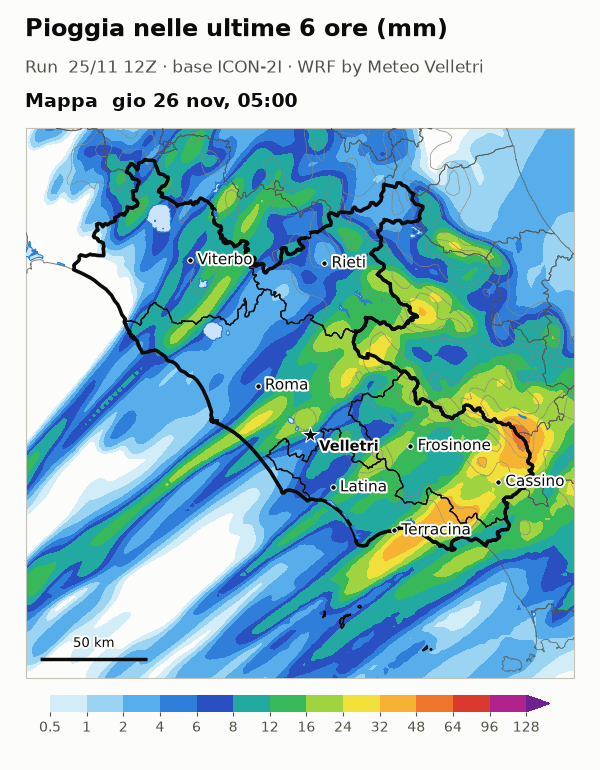 Pioggia nelle ultime 6 ore (mm)
Run  25/11 12Z · base ICON-2I · WRF by Meteo Velletri
Mappa  gio 26 nov, 05:00
Viterbo
Rieti
Roma
Velletri
Frosinone
Cassino
Latina
Terracina
50 km
0.5 1 2 4 6 8 12 16 24 32 48 64 96 128